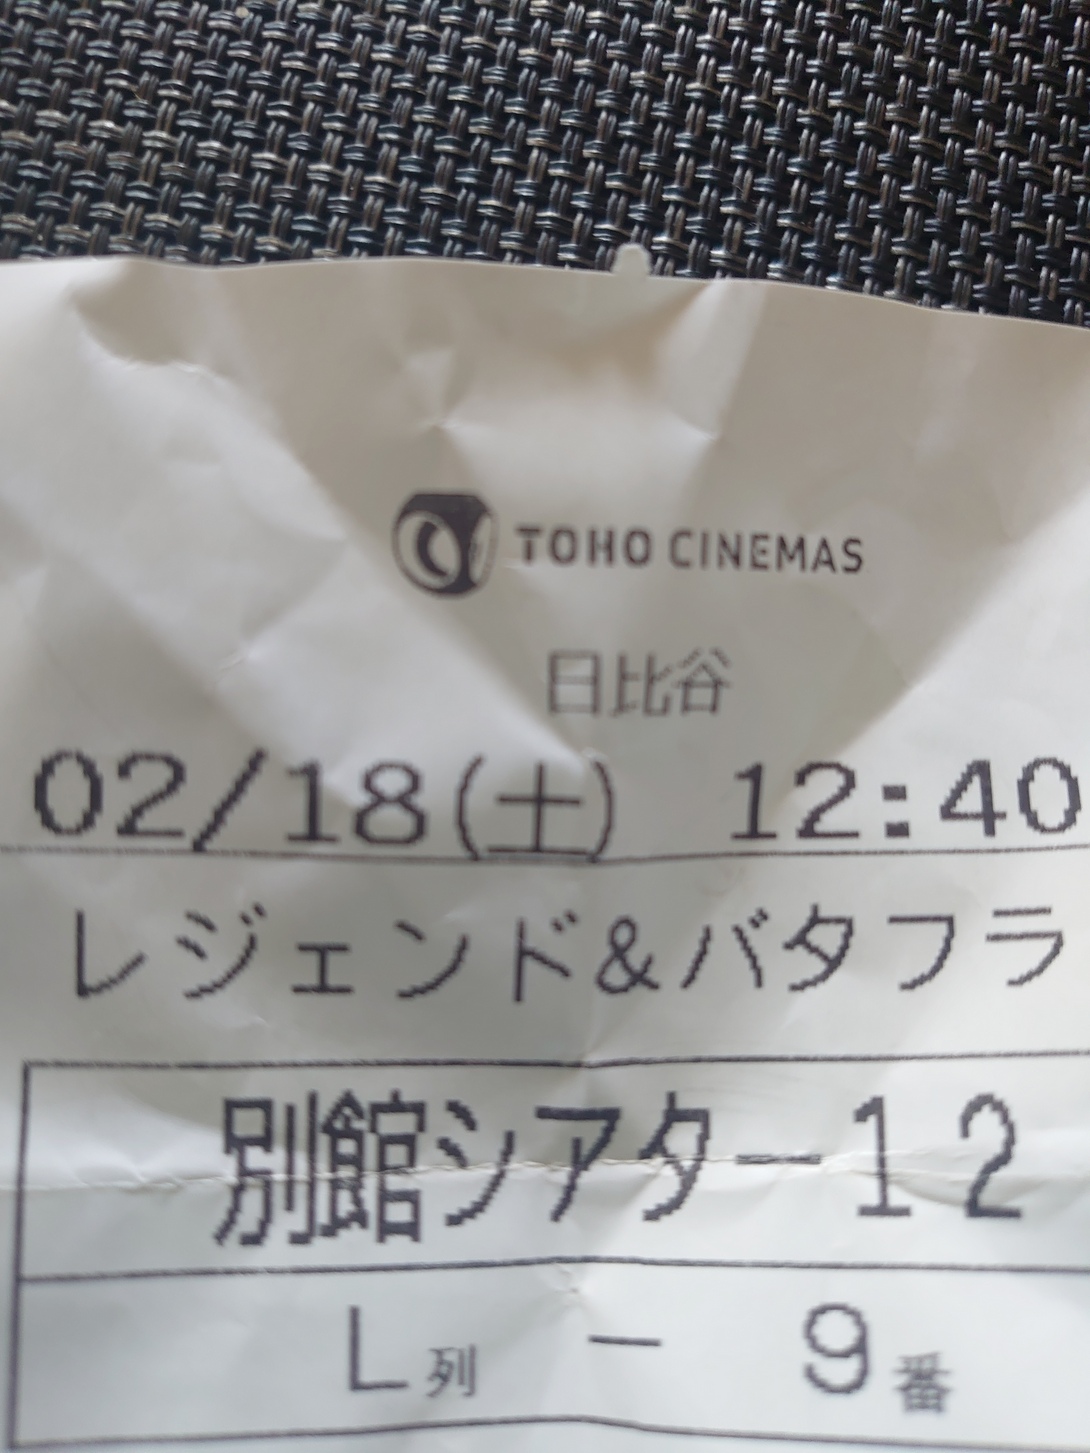 TOHO CINEMAS
日比谷
02/18(土) 12:40
レジェンド&バタフラ
別館シアター12
L列 - 9番